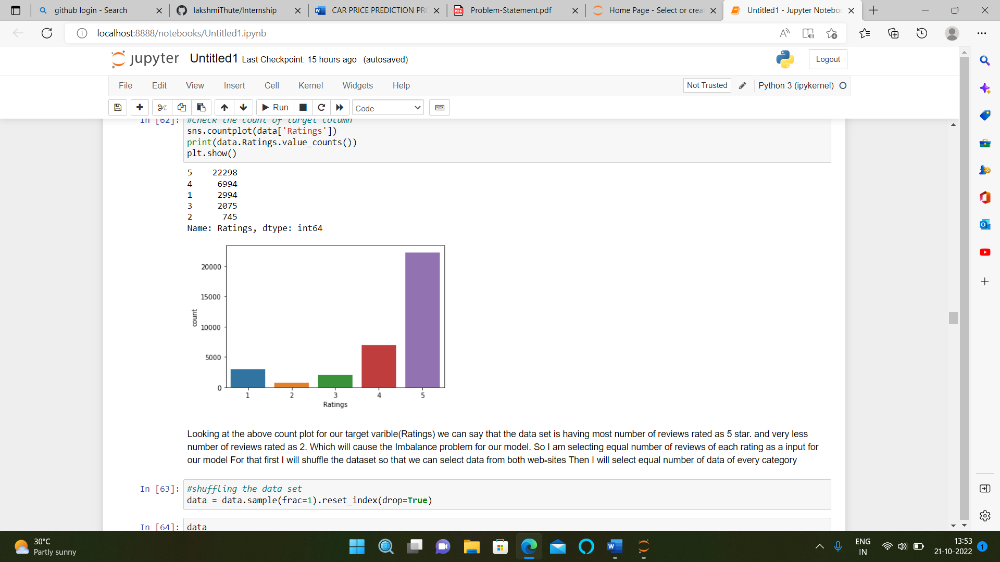 github login - Search
lakshmiThute/Internship
CAR PRICE PREDICTION PR
Problem-Statement.pdf
Home Page - Select or crea
Untitled1 - Jupyter Notebo
localhost:8888/notebooks/Untitled1.ipynb
jupyter Untitled1 Last Checkpoint: 15 hours ago (autosaved)
Logout
File Edit View Insert Cell Kernel Widgets Help
Not Trusted
Python 3 (ipykernel)
Run
Code
In [62]: #Check the count of target column
sns.countplot(data['Ratings'])
print(data.Ratings.value_counts())
plt.show()
5 22298
4 6994
1 2994
3 2075
2 745
Name: Ratings, dtype: int64
20000
15000
10000
5000
0
count
1 2 3 4 5
Ratings
Looking at the above count plot for our target varible(Ratings) we can say that the data set is having most number of reviews rated as 5 star. and very less
number of reviews rated as 2. Which will cause the Imbalance problem for our model. So I am selecting equal number of reviews of each rating as a input for
our model For that first I will shuffle the dataset so that we can select data from both web-sites Then I will select equal number of data of every category
In [63]: #shuffling the data set
data = data.sample(frac=1).reset_index(drop=True)
In [64]: data
30°C
Partly sunny
ENG
IN
13:53
21-10-2022
1